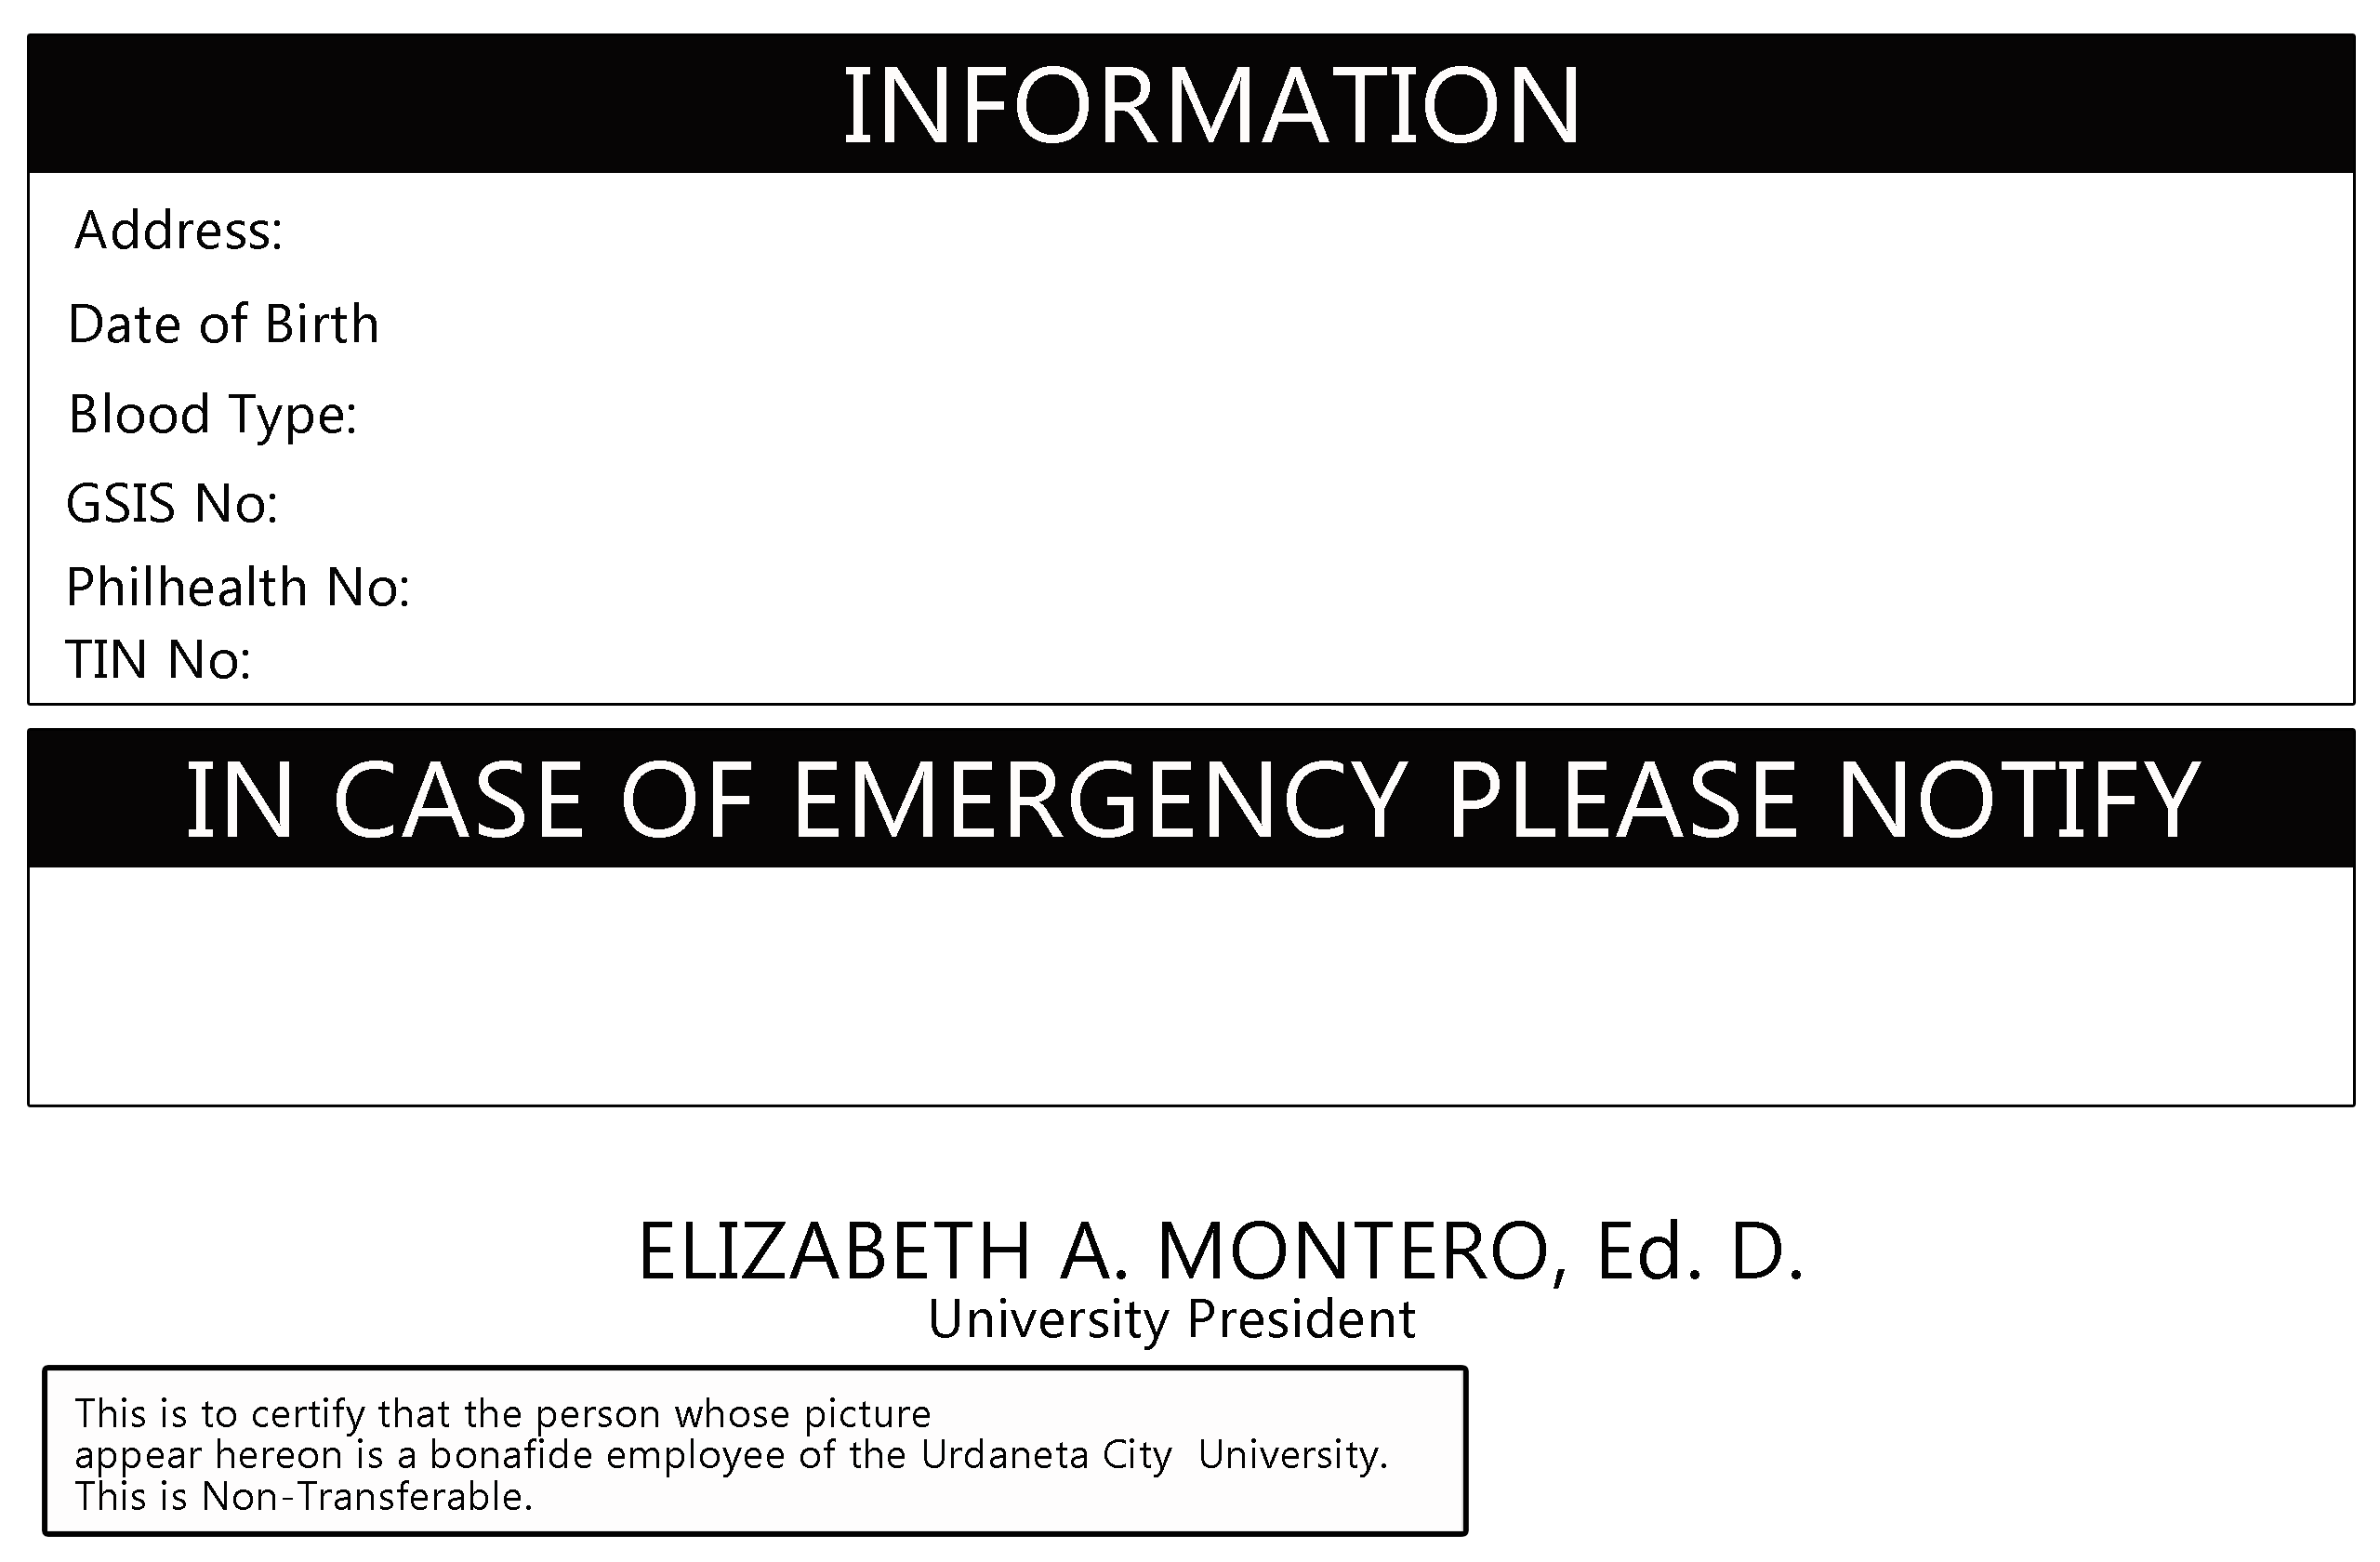 INFORMATION
Address:
Date of Birth
Blood Type:
GSIS No:
Philhealth No:
TIN No:
IN CASE OF EMERGENCY PLEASE NOTIFY
ELIZABETH A. MONTERO, Ed. D.
University President
This is to certify that the person whose picture
appear hereon is a bonafide employee of the Urdaneta City University.
This is Non-Transferable.